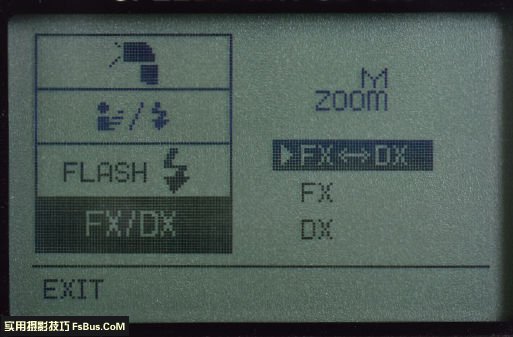 M
ZOOM
FLASH
FX/DX
FX⇔DX
FX
DX
EXIT
实用摄影技巧 FsBus.CoM